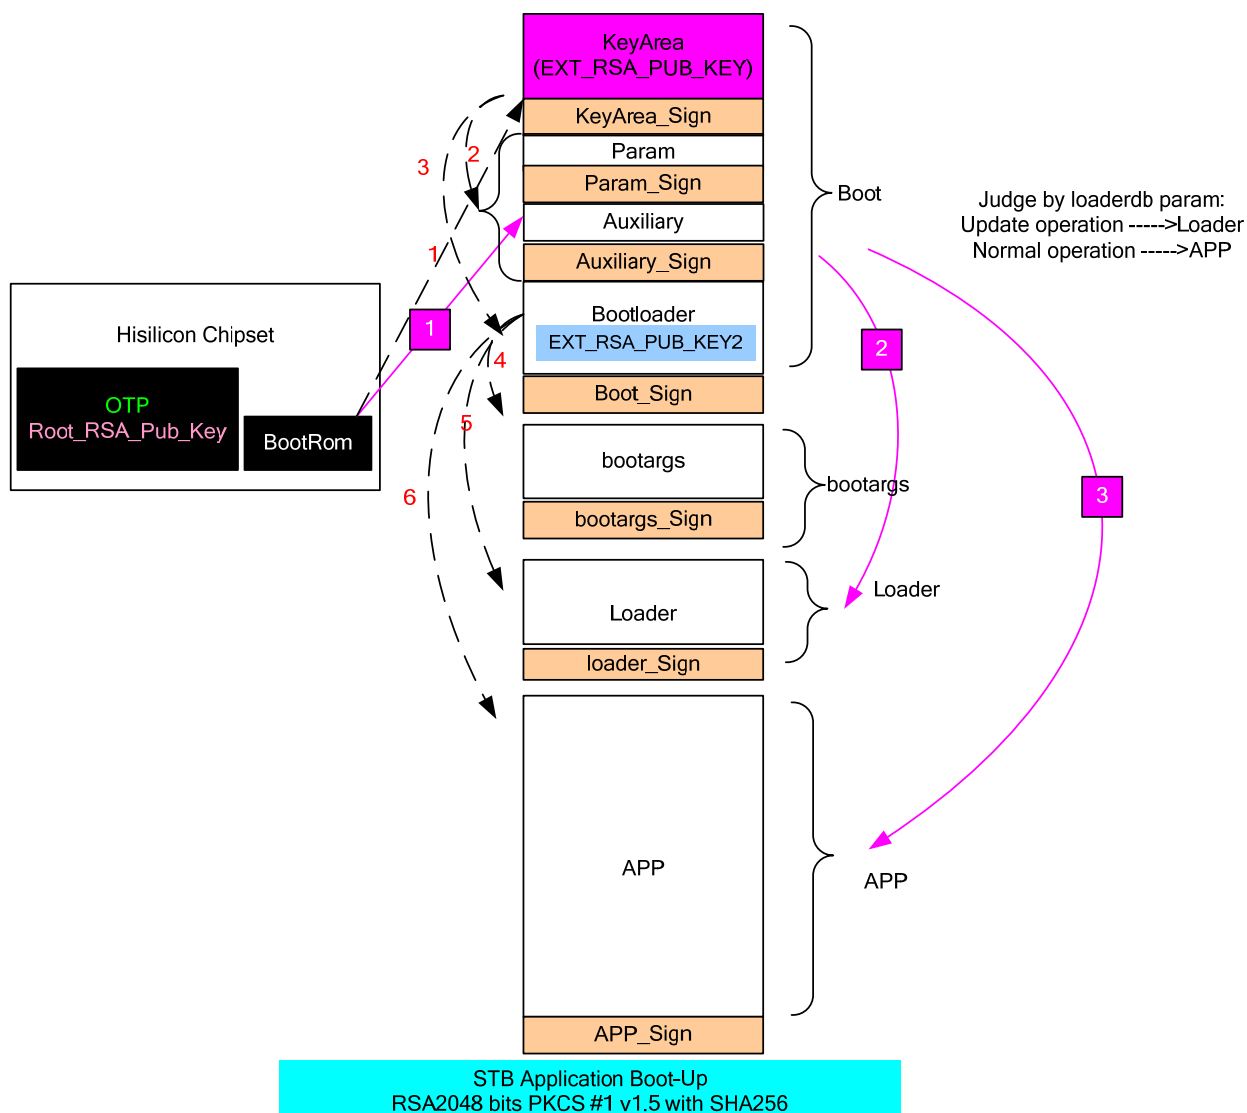 KeyArea
(EXT_RSA_PUB_KEY)
KeyArea_Sign
Param
Param_Sign
Auxiliary
Auxiliary_Sign
Bootloader
EXT_RSA_PUB_KEY2
Boot_Sign
Boot
Judge by loaderdb param:
Update operation ----->Loader
Normal operation ----->APP
3
2
1
1
4
5
6
2
3
Hisilicon Chipset
OTP
Root_RSA_Pub_Key
BootRom
bootargs
bootargs_Sign
bootargs
Loader
loader_Sign
Loader
APP
APP_Sign
APP
STB Application Boot-Up
RSA2048 bits PKCS #1 v1.5 with SHA256